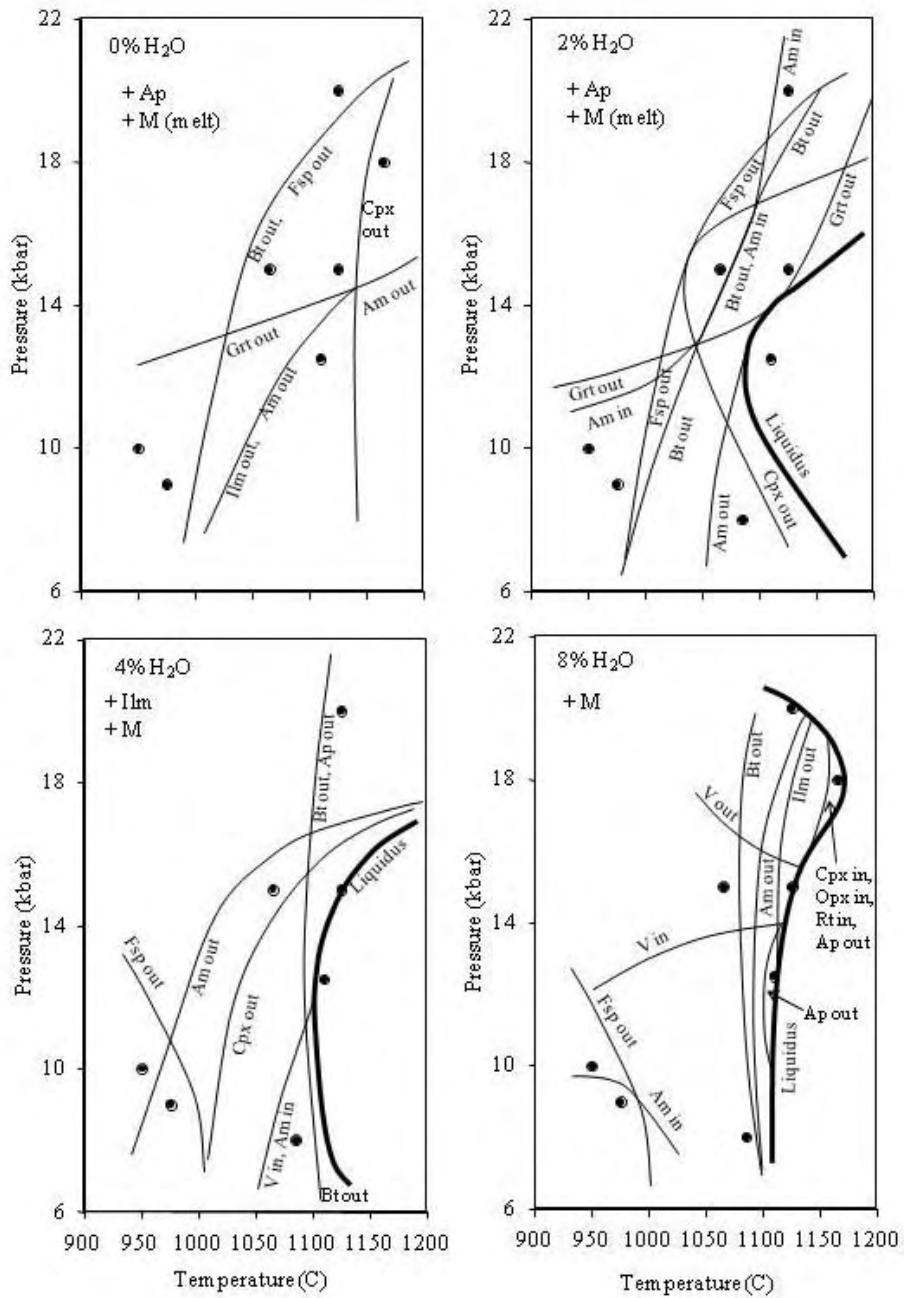 22
0% H₂O
+ Ap
+ M (melt)
Bt out,
Fsp out
Cpx
out
Am out
Grt out
Ilm out,
Am out
18
14
10
6
Pressure (kbar)
22
2% H₂O
+ Ap
+ M (melt)
Am in
Bt out
Fsp out
Grt out
Bt out, Am in
Grt out
Am in
Fsp out
Bt out
Am out
Cpx out
Liquidus
18
14
10
6
Pressure (kbar)
22
4% H₂O
+ Ilm
+ M
Bt out, Ap out
Liquidus
Fsp out
Am out
Cpx out
V in, Am in
Bt out
18
14
10
6
Pressure (kbar)
900 950 1000 1050 1100 1150 1200
Temperature (C)
22
8% H₂O
+ M
Bt out
Ilm out
V out
Am out
Cpx in,
Opx in,
Rt in,
Ap out
V in
Fsp out
Ap out
Am in
Liquidus
18
14
10
6
Pressure (kbar)
900 950 1000 1050 1100 1150 1200
Temperature (C)